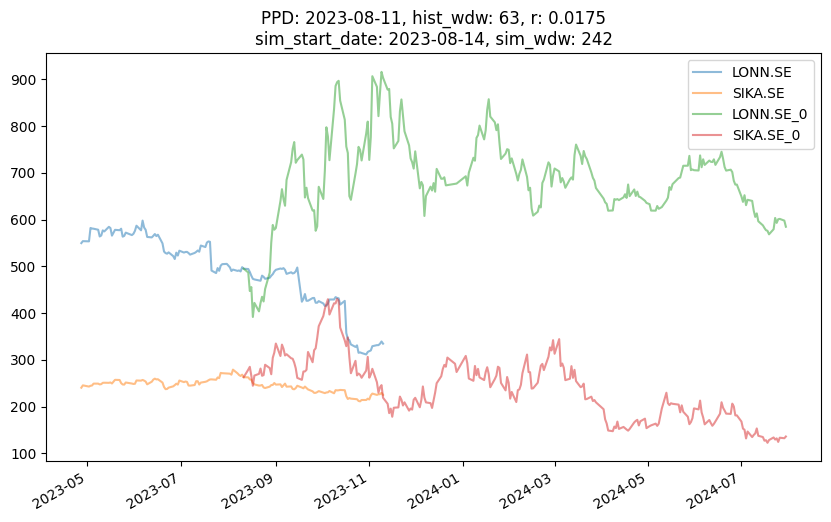 PPD: 2023-08-11, hist_wdw: 63, r: 0.0175
sim_start_date: 2023-08-14, sim_wdw: 242
LONN.SE
SIKA.SE
LONN.SE_0
SIKA.SE_0
900
800
700
600
500
400
300
200
100
2023-05
2023-07
2023-09
2023-11
2024-01
2024-03
2024-05
2024-07